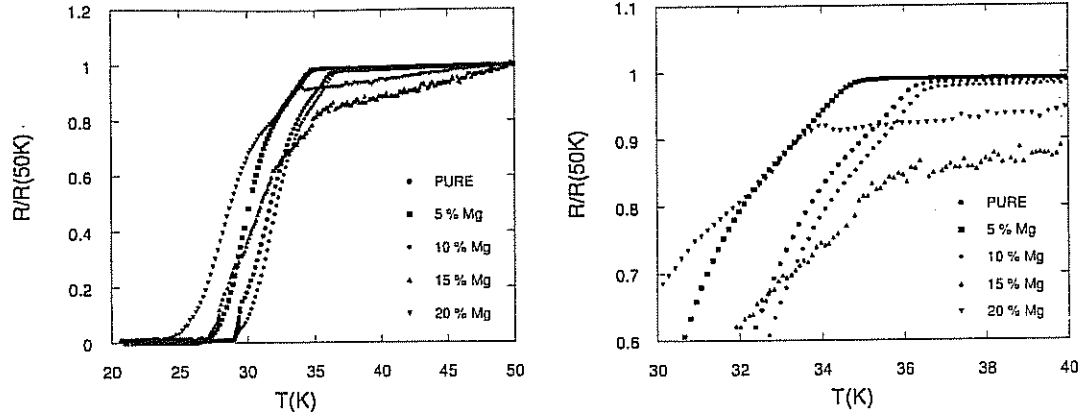 1.2
1
0.8
0.6
0.4
0.2
0
R/R(50K)
PURE
5 % Mg
10 % Mg
15 % Mg
20 % Mg
20 25 30 35 40 45 50
T(K)
1.1
1
0.9
0.8
0.7
0.6
R/R(50K)
PURE
5 % Mg
10 % Mg
15 % Mg
20 % Mg
30 32 34 36 38 40
T(K)